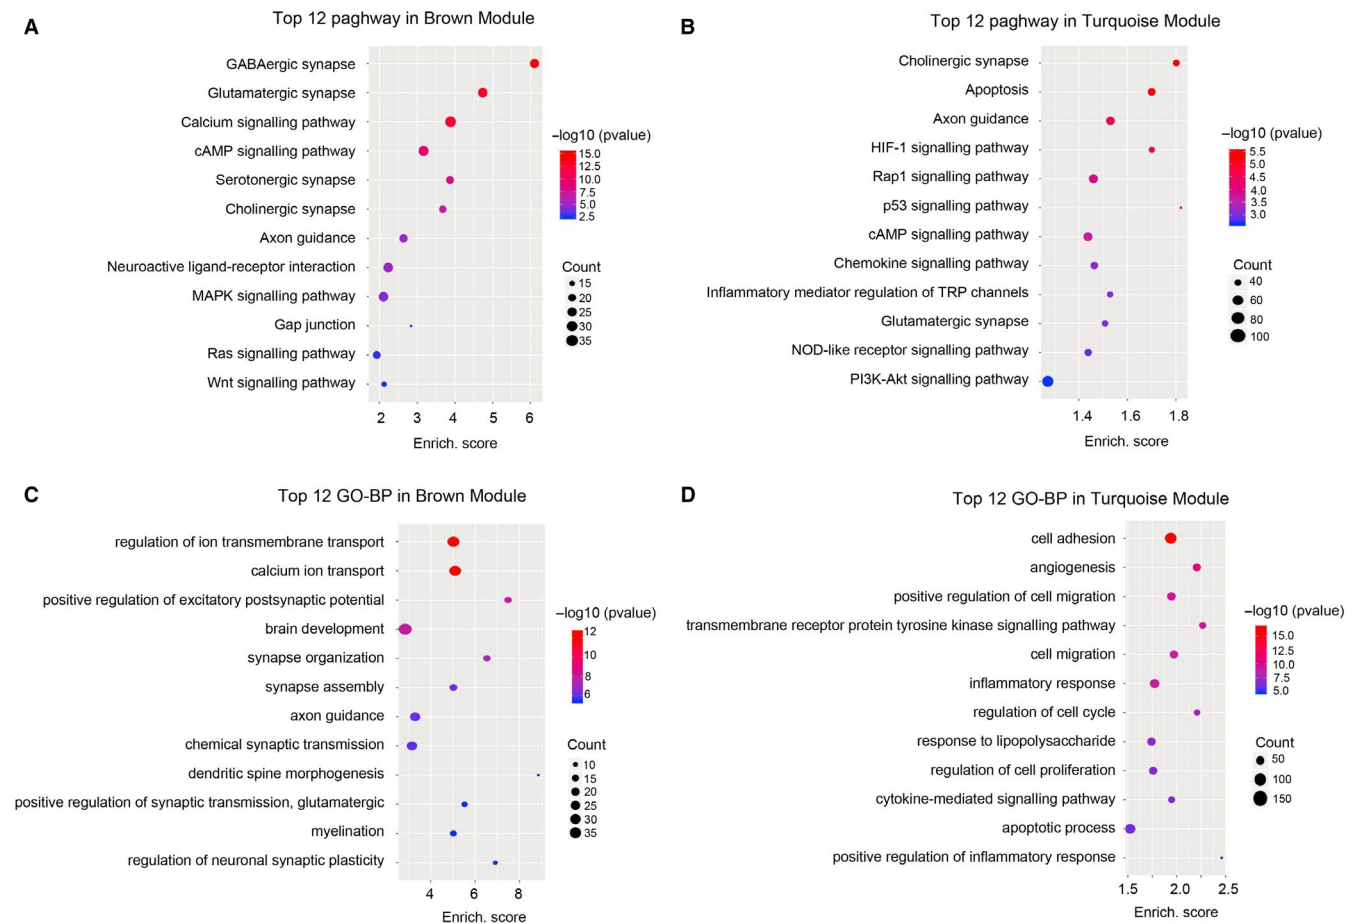 A
Top 12 paghway in Brown Module
GABAergic synapse
Glutamatergic synapse
Calcium signalling pathway
cAMP signalling pathway
Serotonergic synapse
Cholinergic synapse
Axon guidance
Neuroactive ligand-receptor interaction
MAPK signalling pathway
Gap junction
Ras signalling pathway
Wnt signalling pathway
2 3 4 5 6
Enrich. score
–log10 (pvalue)
15.0
12.5
10.0
7.5
5.0
2.5
Count
15
20
25
30
35
B
Top 12 paghway in Turquoise Module
Cholinergic synapse
Apoptosis
Axon guidance
HIF-1 signalling pathway
Rap1 signalling pathway
p53 signalling pathway
cAMP signalling pathway
Chemokine signalling pathway
Inflammatory mediator regulation of TRP channels
Glutamatergic synapse
NOD-like receptor signalling pathway
PI3K-Akt signalling pathway
1.4 1.6 1.8
Enrich. score
–log10 (pvalue)
5.5
5.0
4.5
4.0
3.5
3.0
Count
40
60
80
100
C
Top 12 GO-BP in Brown Module
regulation of ion transmembrane transport
calcium ion transport
positive regulation of excitatory postsynaptic potential
brain development
synapse organization
synapse assembly
axon guidance
chemical synaptic transmission
dendritic spine morphogenesis
positive regulation of synaptic transmission, glutamatergic
myelination
regulation of neuronal synaptic plasticity
4 6 8
Enrich. score
–log10 (pvalue)
12
10
8
6
Count
10
15
20
25
30
35
D
Top 12 GO-BP in Turquoise Module
cell adhesion
angiogenesis
positive regulation of cell migration
transmembrane receptor protein tyrosine kinase signalling pathway
cell migration
inflammatory response
regulation of cell cycle
response to lipopolysaccharide
regulation of cell proliferation
cytokine-mediated signalling pathway
apoptotic process
positive regulation of inflammatory response
1.5 2.0 2.5
Enrich. score
–log10 (pvalue)
15.0
12.5
10.0
7.5
5.0
Count
50
100
150